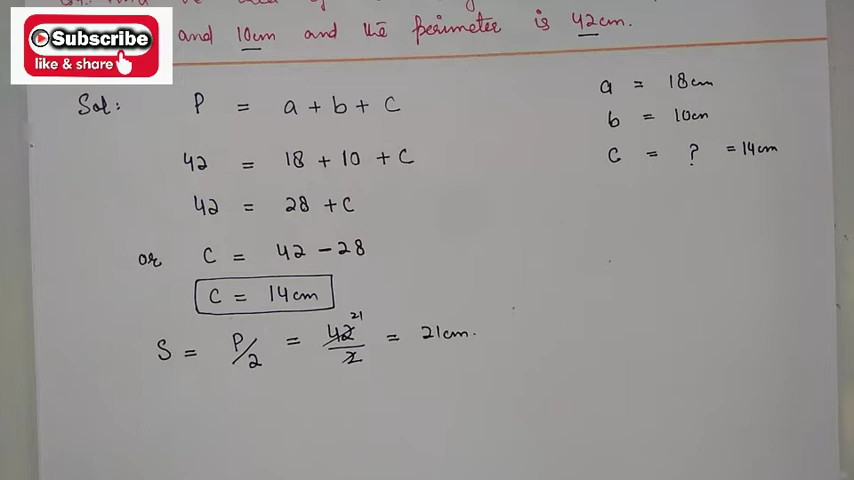 and 10cm and the perimeter is 42cm.
Subscribe
like & share
Sol: P = a + b + c
42 = 18 + 10 + c
42 = 28 + c
or c = 42 - 28
c = 14cm
S = P/2 = 42/2 21 = 21cm.
a = 18cm
b = 10cm
c = ? = 14cm